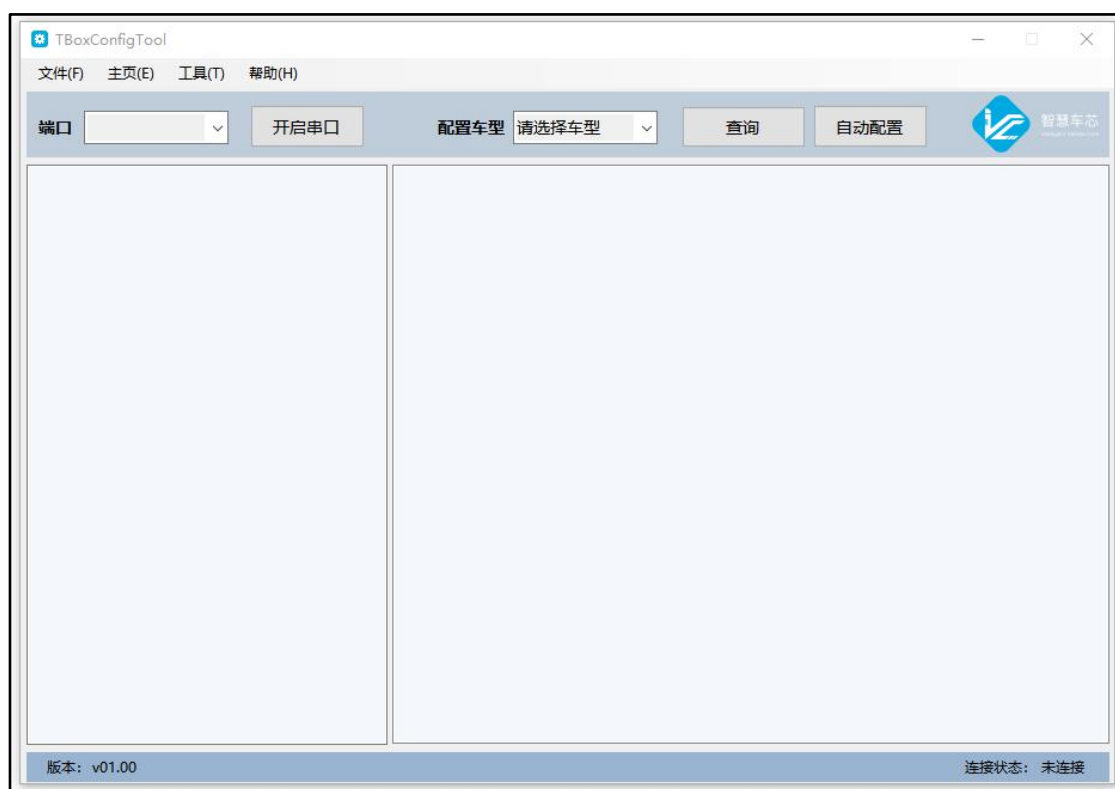 TBoxConfigTool
文件(F) 主页(E) 工具(T) 帮助(H)
端口 开启串口 配置车型 请选择车型 查询 自动配置 智慧车芯
版本: v01.00 连接状态: 未连接